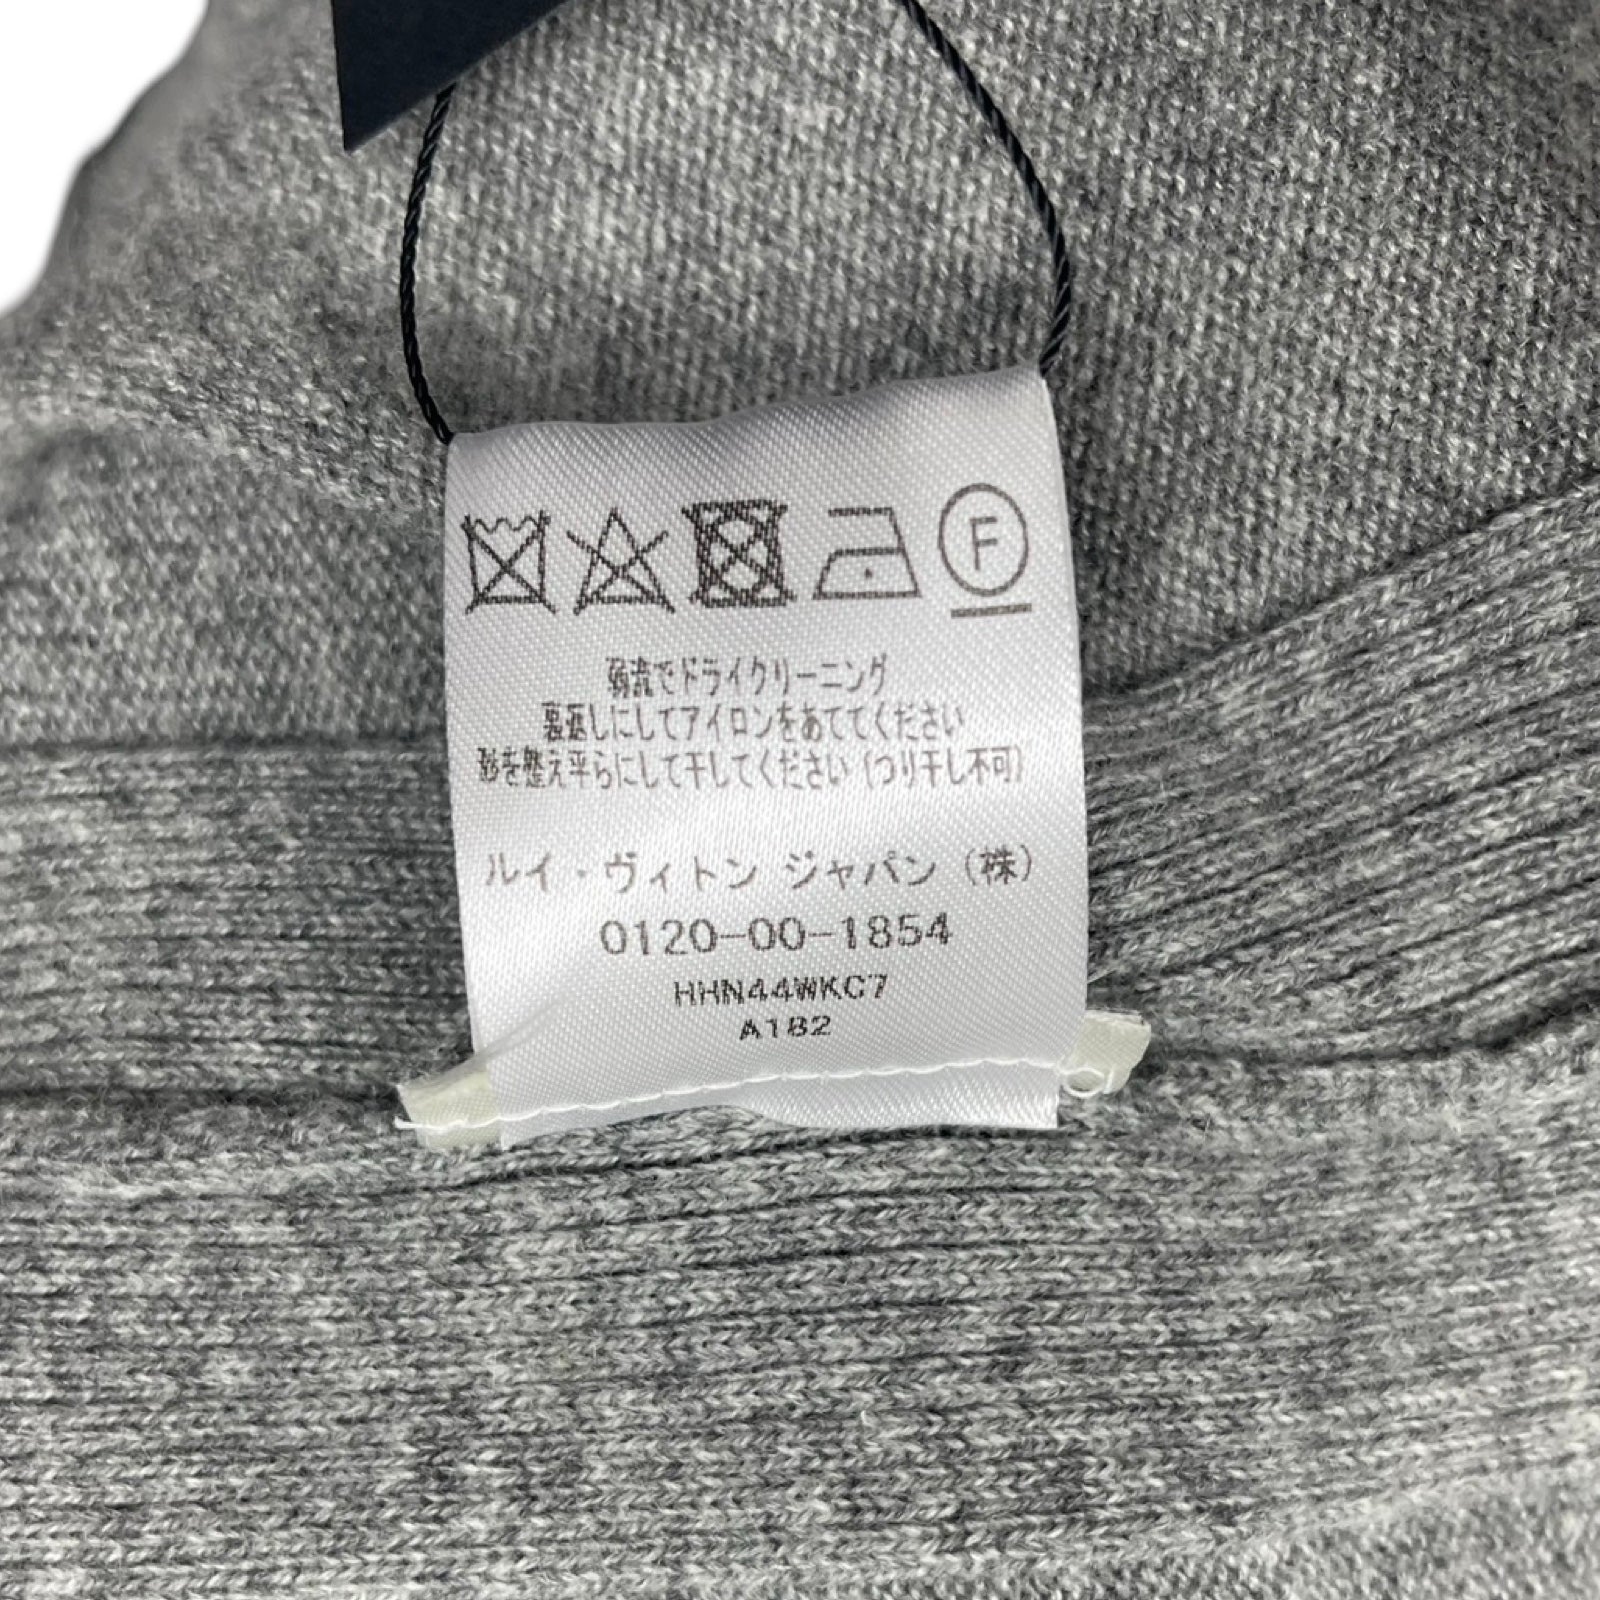 F
弱流でドライクリーニング
裏返しにしてアイロンをあててください
形を整え平らにして干してください（つり干し不可）
ルイ・ヴィトン ジャパン（株）
0120-00-1854
HHN44WKC7
A182